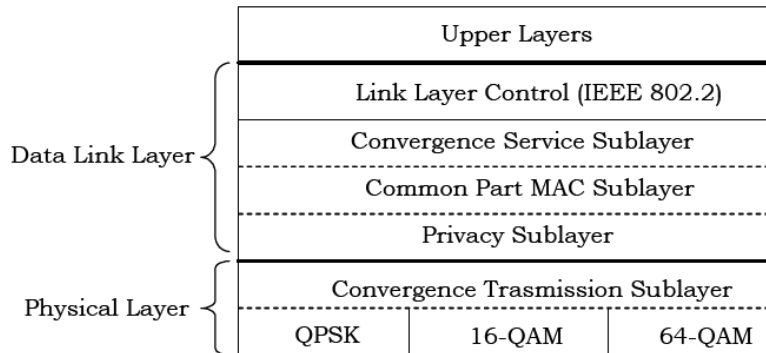 Upper Layers
Data Link Layer
Link Layer Control (IEEE 802.2)
Convergence Service Sublayer
Common Part MAC Sublayer
Privacy Sublayer
Physical Layer
Convergence Trasmission Sublayer
QPSK
16-QAM
64-QAM